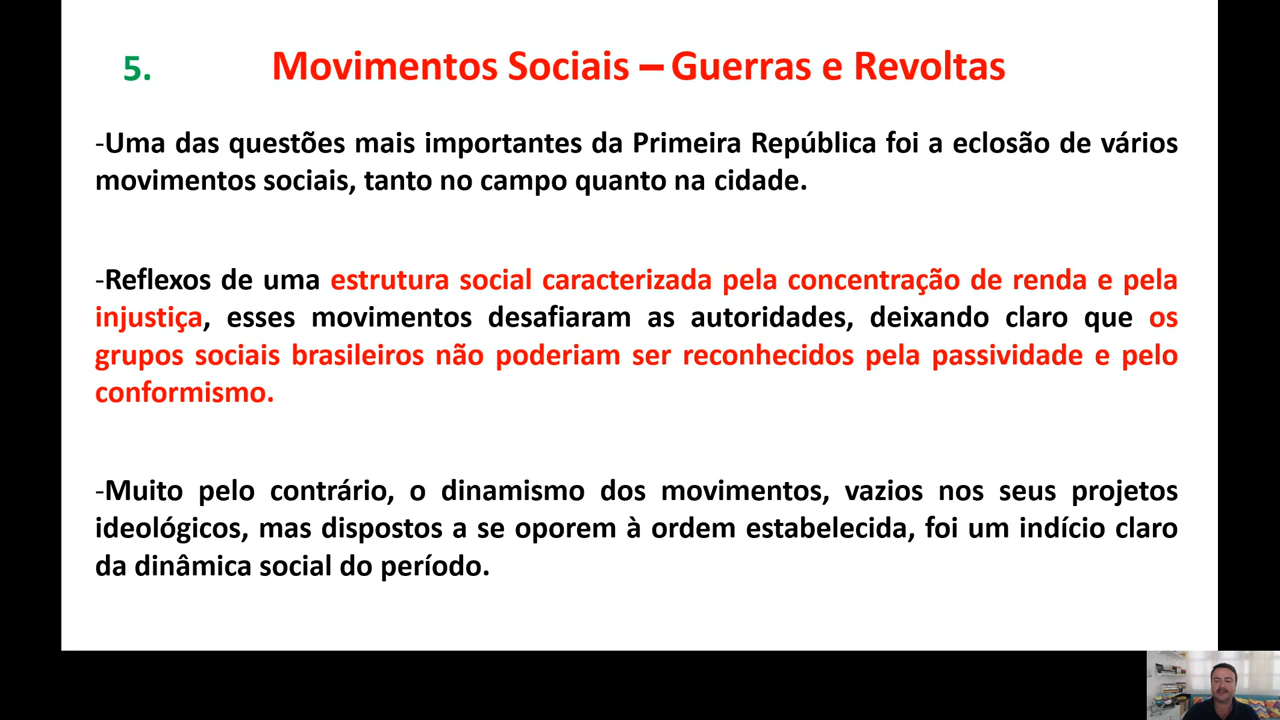 5. Movimentos Sociais – Guerras e Revoltas
-Uma das questões mais importantes da Primeira República foi a eclosão de vários
movimentos sociais, tanto no campo quanto na cidade.
-Reflexos de uma estrutura social caracterizada pela concentração de renda e pela
injustiça, esses movimentos desafiaram as autoridades, deixando claro que os
grupos sociais brasileiros não poderiam ser reconhecidos pela passividade e pelo
conformismo.
-Muito pelo contrário, o dinamismo dos movimentos, vazios nos seus projetos
ideológicos, mas dispostos a se oporem à ordem estabelecida, foi um indício claro
da dinâmica social do período.